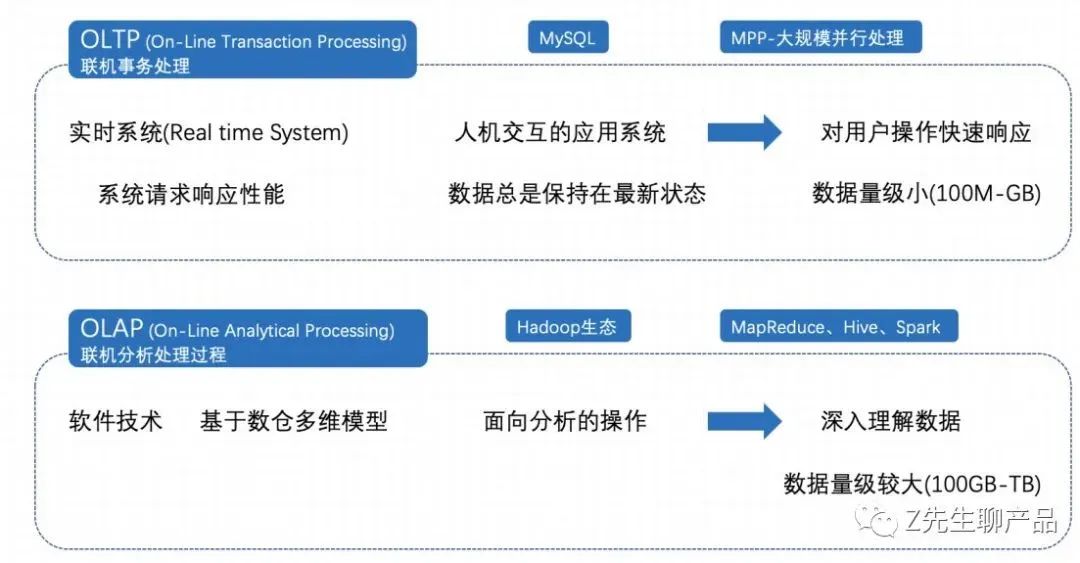 OLTP (On-Line Transaction Processing)
联机事务处理
MySQL
MPP-大规模并行处理
实时系统(Real time System)
人机交互的应用系统
对用户操作快速响应
系统请求响应性能
数据总是保持在最新状态
数据量级小(100M-GB)
OLAP (On-Line Analytical Processing)
联机分析处理过程
Hadoop生态
MapReduce、Hive、Spark
软件技术
基于数仓多维模型
面向分析的操作
深入理解数据
数据量级较大(100GB-TB)
Z先生聊产品